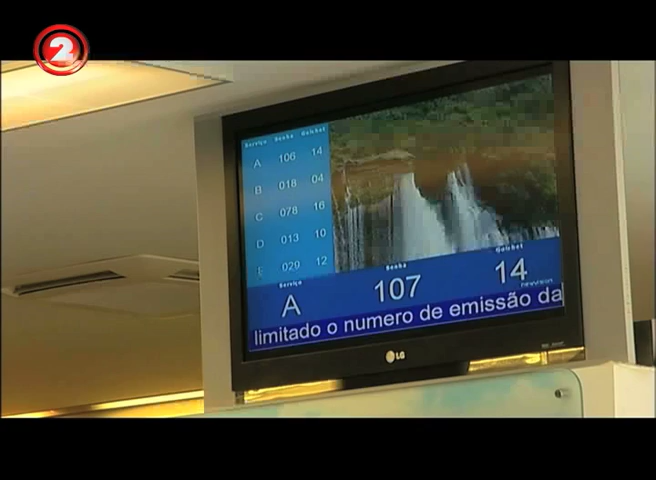 2
Serviço Senha Guichet
A 106 14
B 018 04
C 078 16
D 013 10
E 029 12
Serviço Senha Guichet
A 107 14
limitado o numero de emissão da
LG